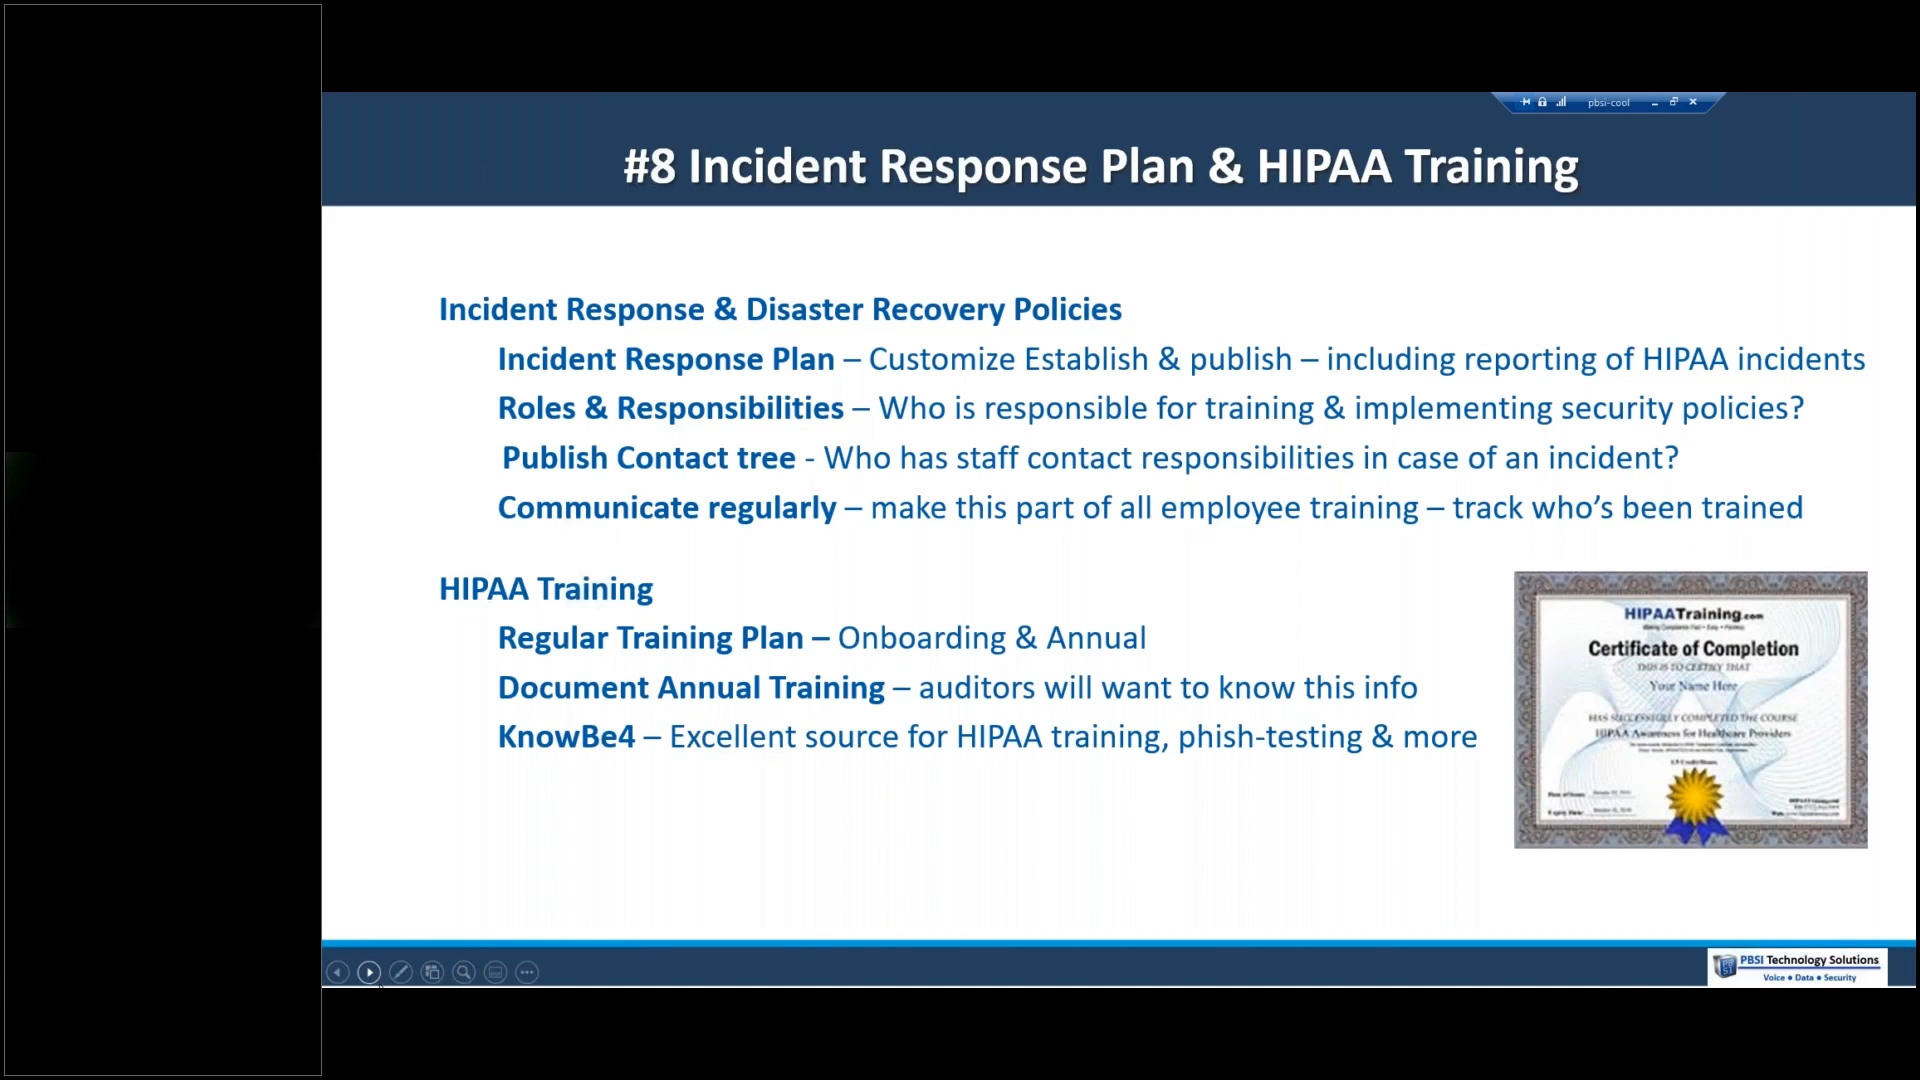 pbsi-cool
#8 Incident Response Plan & HIPAA Training
Incident Response & Disaster Recovery Policies
Incident Response Plan – Customize Establish & publish – including reporting of HIPAA incidents
Roles & Responsibilities – Who is responsible for training & implementing security policies?
Publish Contact tree - Who has staff contact responsibilities in case of an incident?
Communicate regularly – make this part of all employee training – track who’s been trained
HIPAA Training
Regular Training Plan – Onboarding & Annual
Document Annual Training – auditors will want to know this info
KnowBe4 – Excellent source for HIPAA training, phish-testing & more
HIPAATraining.com
Certificate of Completion
THIS IS TO CERTIFY THAT
Your Name Here
HAS SUCCESSFULLY COMPLETED THE COURSE
HIPAA Awareness for Healthcare Providers
PBSI Technology Solutions
Voice • Data • Security